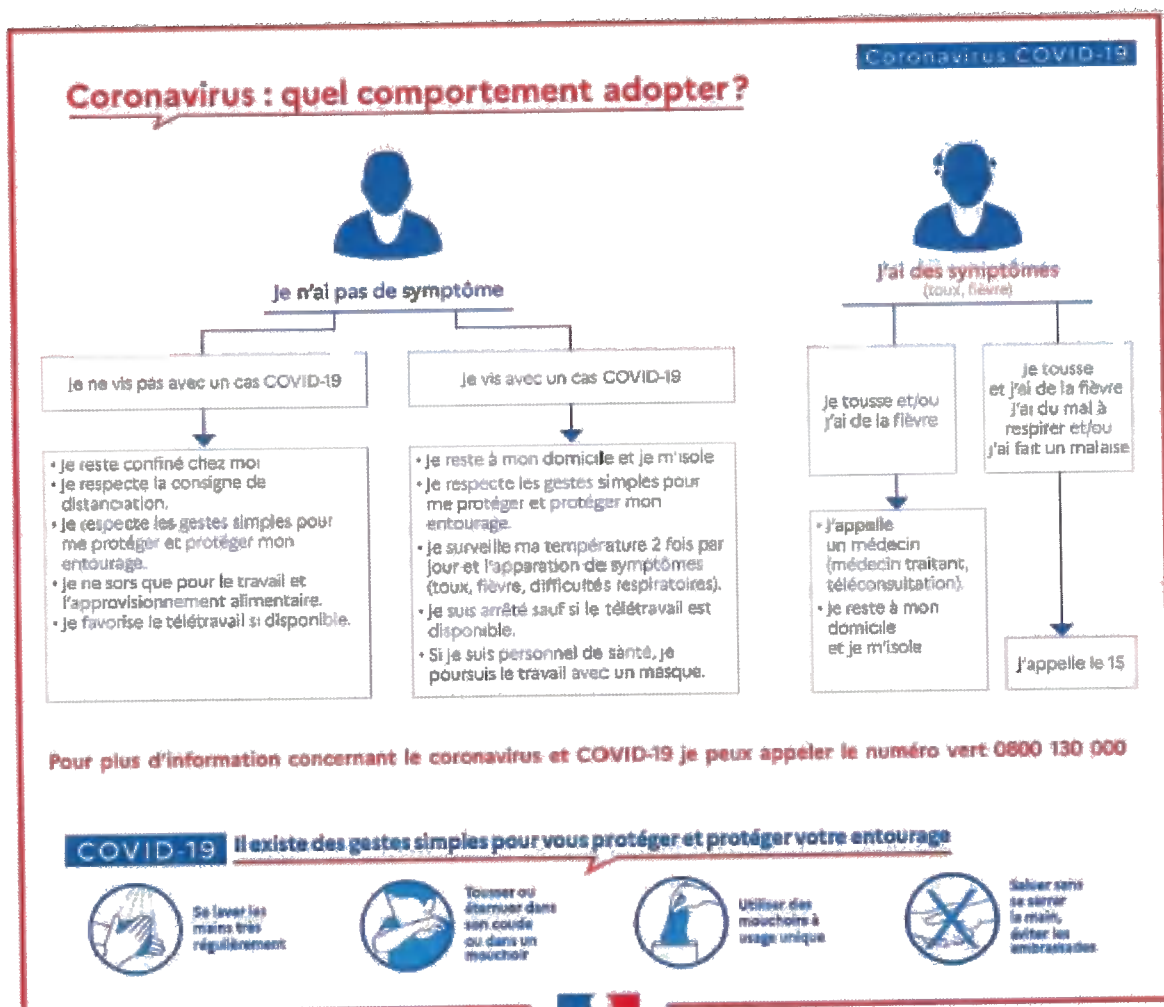 Coronavirus COVID-19
Coronavirus : quel comportement adopter ?
Je n'ai pas de symptôme
J'ai des symptômes
(toux, fièvre)
Je ne vis pas avec un cas COVID-19
Je vis avec un cas COVID-19
Je tousse et/ou
j'ai de la fièvre
Je tousse
et j'ai de la fièvre
J'ai du mal à
respirer et/ou
j'ai fait un malaise
• Je reste confiné chez moi
• Je respecte la consigne de
distanciation.
• Je respecte les gestes simples pour
me protéger et protéger mon
entourage.
• Je ne sors que pour le travail et
l'approvisionnement alimentaire.
• Je favorise le télétravail si disponible.
• Je reste à mon domicile et je m'isole
• Je respecte les gestes simples pour
me protéger et protéger mon
entourage.
• Je surveille ma température 2 fois par
jour et l'apparation de symptômes
(toux, fièvre, difficultés respiratoires).
• Je suis arrêté sauf si le télétravail est
disponible.
• Si je suis personnel de santé, je
poursuis le travail avec un masque.
• J'appelle
un médecin
(médecin traitant,
téléconsultation).
• Je reste à mon
domicile
et je m'isole
J'appelle le 15
Pour plus d'information concernant le coronavirus et COVID-19 je peux appeler le numéro vert 0800 130 000
COVID-19 Il existe des gestes simples pour vous protéger et protéger votre entourage
Se laver les
mains très
régulièrement
Tousser ou
éternuer dans
son coude
ou dans un
mouchoir
Utiliser des
mouchoirs à
usage unique
Saluer sans
se serrer
la main,
éviter les
embrassades